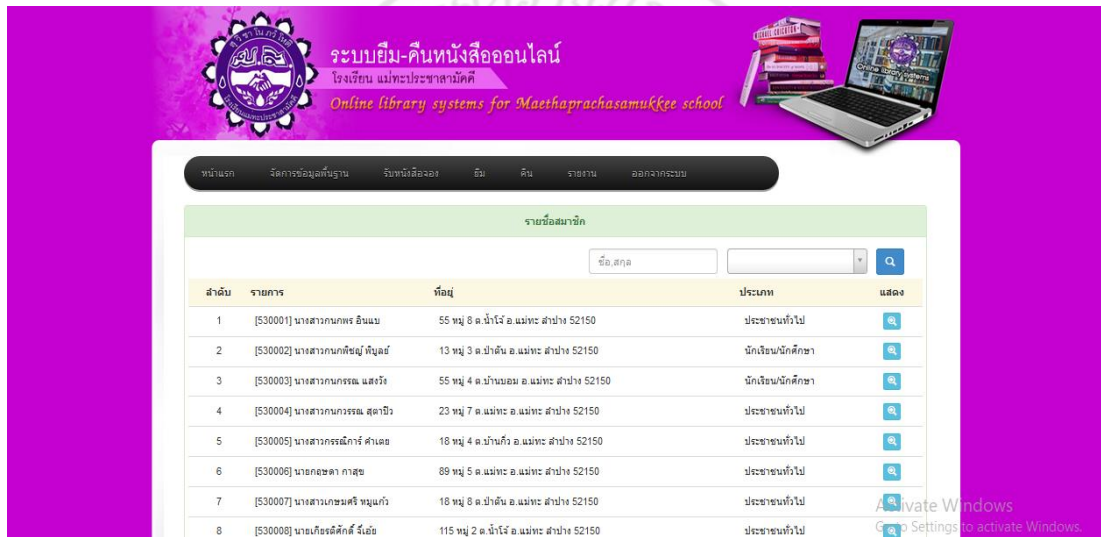 ระบบยืม-คืนหนังสือออนไลน์
โรงเรียน แม่ทะประชาสามัคคี
Online library systems for Maethaprachasamukkee school
MICHAEL CRICHTON
Online library systems
หน้าแรก จัดการข้อมูลพื้นฐาน รับหนังสือจอง ยืม คืน รายงาน ออกจากระบบ
รายชื่อสมาชิก
ชื่อ,สกุล
ลำดับ รายการ ที่อยู่ ประเภท แสดง
1 [530001] นางสาวกนกพร อินแบ 55 หมู่ 8 ต.น้ำโจ้ อ.แม่ทะ ลำปาง 52150 ประชาชนทั่วไป
2 [530002] นางสาวกนกพิชญ์ พิบูลย์ 13 หมู่ 3 ต.ป่าตัน อ.แม่ทะ ลำปาง 52150 นักเรียน/นักศึกษา
3 [530003] นางสาวกนกกรรณ แสงวัง 55 หมู่ 4 ต.บ้านบอม อ.แม่ทะ ลำปาง 52150 นักเรียน/นักศึกษา
4 [530004] นางสาวกนกวรรณ สุตาปิว 23 หมู่ 7 ต.แม่ทะ อ.แม่ทะ ลำปาง 52150 ประชาชนทั่วไป
5 [530005] นางสาวกรรณิการ์ คำเตย 18 หมู่ 4 ต.บ้านกิ่ว อ.แม่ทะ ลำปาง 52150 ประชาชนทั่วไป
6 [530006] นายกฤษดา กาสุข 89 หมู่ 5 ต.แม่ทะ อ.แม่ทะ ลำปาง 52150 ประชาชนทั่วไป
7 [530007] นางสาวเกษมศรี หมูแก้ว 18 หมู่ 8 ต.ป่าตัน อ.แม่ทะ ลำปาง 52150 ประชาชนทั่วไป
8 [530008] นายเกียรติศักดิ์ จี๋เอ้ย 115 หมู่ 2 ต.น้ำโจ้ อ.แม่ทะ ลำปาง 52150 ประชาชนทั่วไป
Activate Windows
Go to Settings to activate Windows.